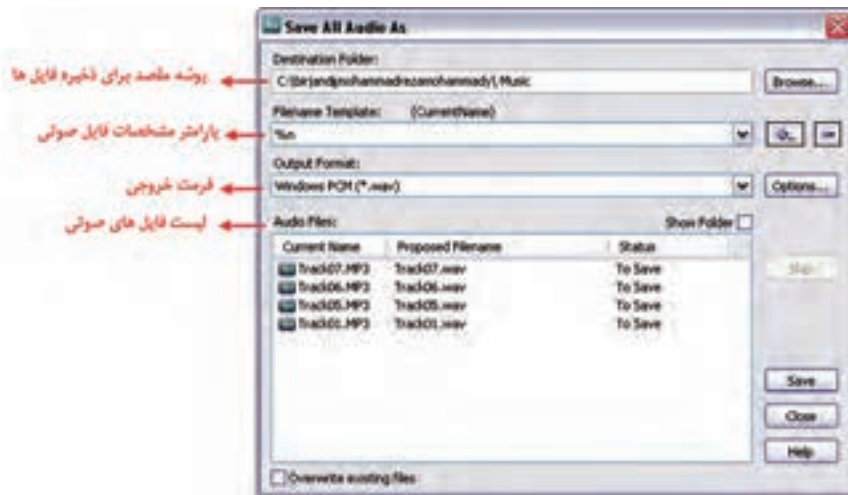 Save All Audio As
Destination Folder:
پوشه مقصد برای ذخیره فایل ها
Browse...
Filename Template: (CurrentName)
پارامتر مشخصات فایل صوتی
%n
Output Format:
فرمت خروجی
Windows PCM (*.wav)
Options...
لیست فایل های صوتی
Audio Files:
Show Folder
Current Name Proposed Filename Status
Track07.MP3 Track07.wav To Save
Track06.MP3 Track06.wav To Save
Track05.MP3 Track05.wav To Save
Track01.MP3 Track01.wav To Save
Save
Close
Help
Overwrite existing files